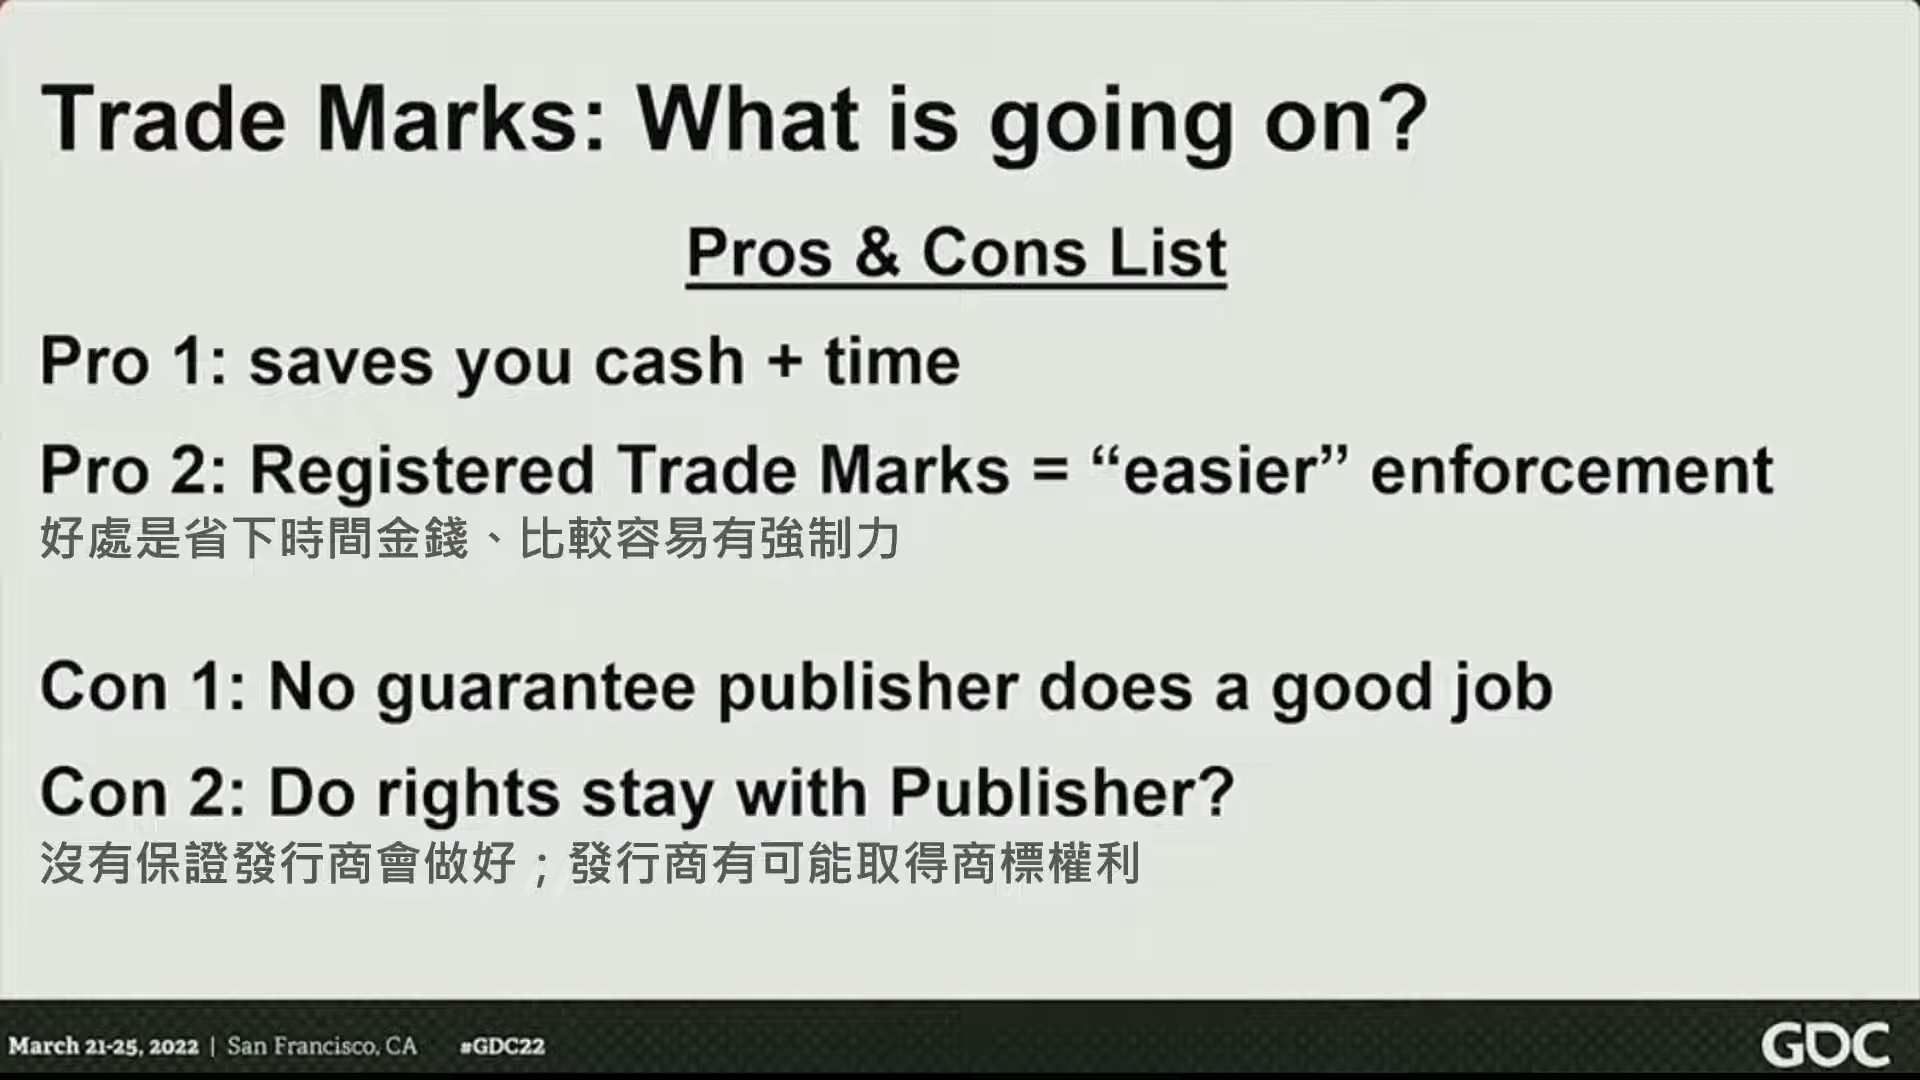 Trade Marks: What is going on?
Pros & Cons List
Pro 1: saves you cash + time
Pro 2: Registered Trade Marks = “easier” enforcement
好處是省下時間金錢、比較容易有強制力
Con 1: No guarantee publisher does a good job
Con 2: Do rights stay with Publisher?
沒有保證發行商會做好；發行商有可能取得商標權利
March 21-25, 2022 | San Francisco, CA #GDC22
GDC